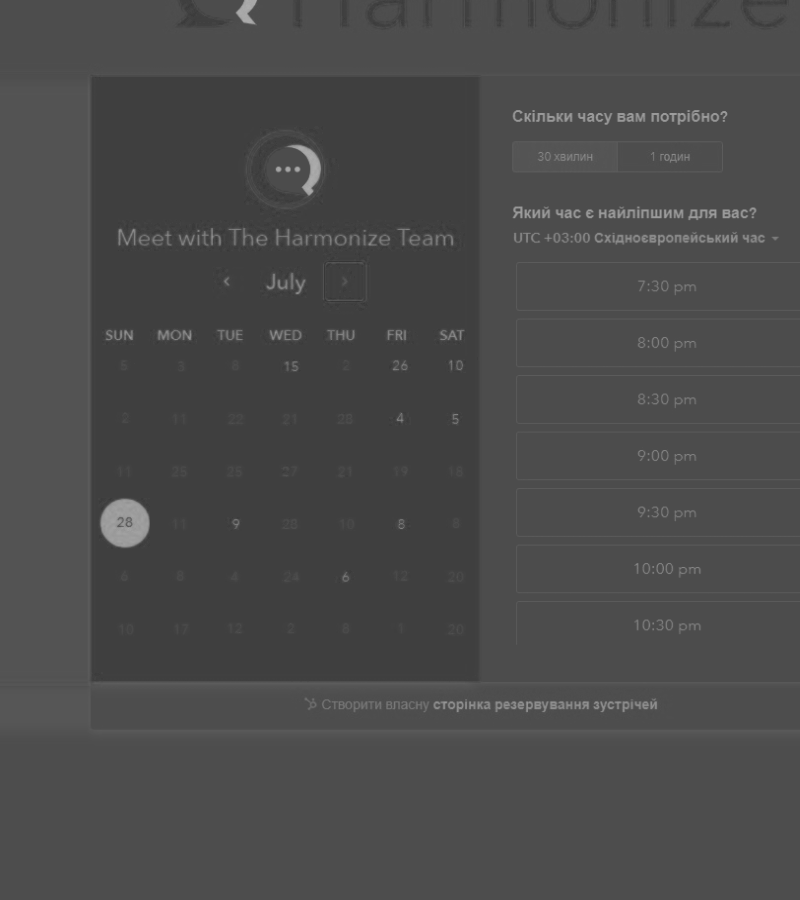 Harmonize
Meet with The Harmonize Team
‹ July ›
SUN MON TUE WED THU FRI SAT
5 3 8 15 2 26 10
2 11 22 21 28 4 5
11 25 25 27 21 19 18
28 11 9 20 10 8 8
6 8 4 24 6 12 20
10 17 12 2 8 1 20
Скільки часу вам потрібно?
30 хвилин 1 годин
Який час є найліпшим для вас?
UTC +03:00 Східноєвропейський час
7:30 pm
8:00 pm
8:30 pm
9:00 pm
9:30 pm
10:00 pm
10:30 pm
Створити власну сторінка резервування зустрічей